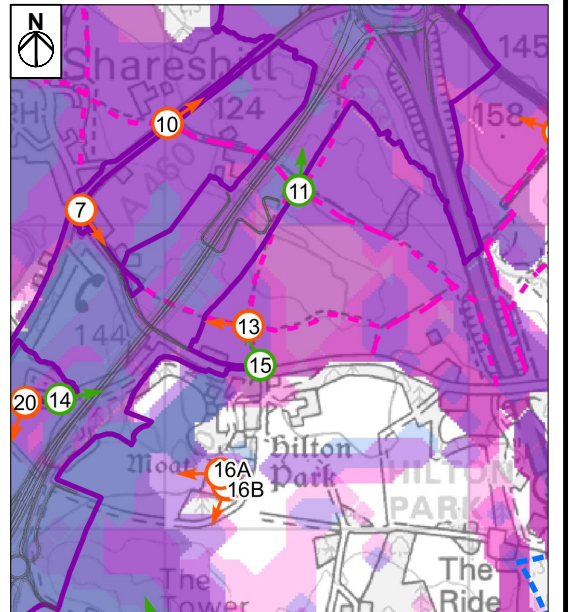 N
Shareshill
145
10
124
158
RH
A A460
11
7
144
13
15
20
14
Moat
16A
Hilton
Park
16B
HILTON
PARK
The
Tower
The
Ride